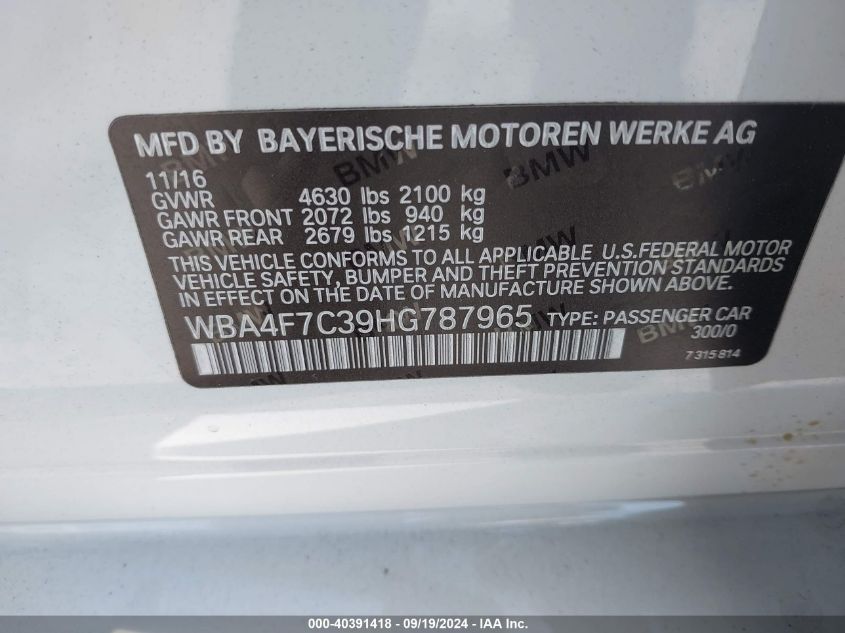 MFD BY BAYERISCHE MOTOREN WERKE AG
11/16
GVWR 4630 lbs 2100 kg
GAWR FRONT 2072 lbs 940 kg
GAWR REAR 2679 lbs 1215 kg
THIS VEHICLE CONFORMS TO ALL APPLICABLE U.S.FEDERAL MOTOR
VEHICLE SAFETY, BUMPER AND THEFT PREVENTION STANDARDS
IN EFFECT ON THE DATE OF MANUFACTURE SHOWN ABOVE.
WBA4F7C39HG787965 TYPE: PASSENGER CAR
300/0
7 315 814
000-40391418 - 09/19/2024 - IAA Inc.